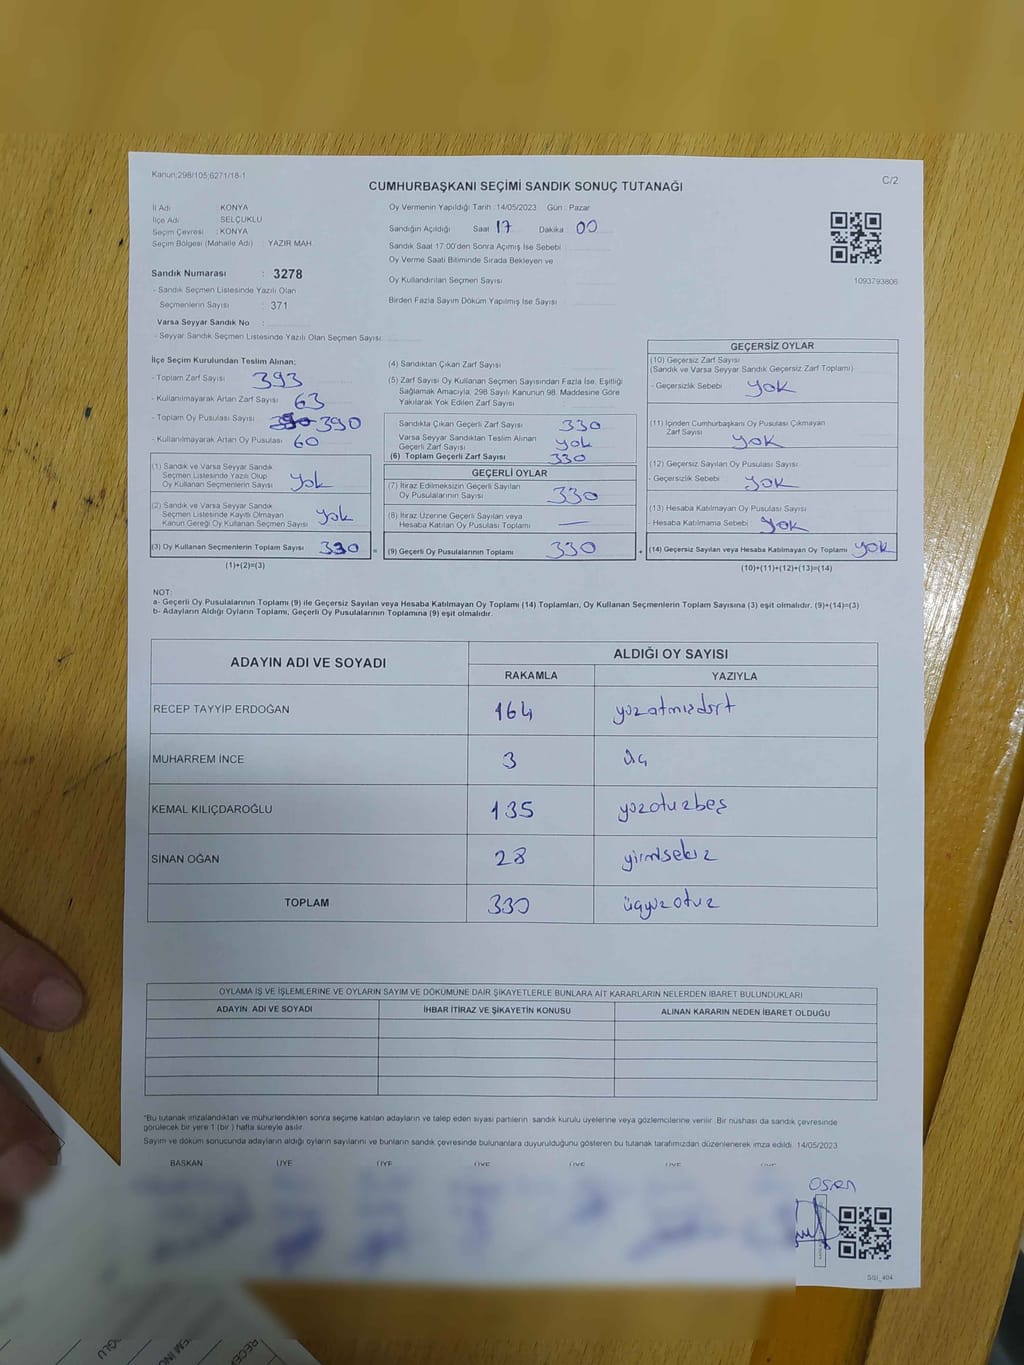 Kanun;298/105;6271/18-1
C/2
CUMHURBAŞKANI SEÇİMİ SANDIK SONUÇ TUTANAĞI
İl Adı : KONYA
İlçe Adı : SELÇUKLU
Seçim Çevresi : KONYA
Seçim Bölgesi (Mahalle Adı) : YAZIR MAH.
Sandık Numarası : 3278
- Sandık Seçmen Listesinde Yazılı Olan
Seçmenlerin Sayısı : 371
Varsa Seyyar Sandık No :
- Seyyar Sandık Seçmen Listesinde Yazılı Olan Seçmen Sayısı:
Oy Vermenin Yapıldığı Tarih : 14/05/2023 Gün : Pazar
Sandığın Açıldığı Saat 17 Dakika 00
Sandık Saat 17:00'den Sonra Açımış İse Sebebi
Oy Verme Saati Bitiminde Sırada Bekleyen ve
Oy Kullandırılan Seçmen Sayısı
Birden Fazla Sayım Döküm Yapılmış İse Sayısı
1093793806
İlçe Seçim Kurulundan Teslim Alınan;
- Toplam Zarf Sayısı 393
- Kullanılmayarak Artan Zarf Sayısı 63
- Toplam Oy Pusulası Sayısı 390
- Kullanılmayarak Artan Oy Pusulası 60
(1) Sandık ve Varsa Seyyar Sandık
Seçmen Listesinde Yazılı Olup
Oy Kullanan Seçmenlerin Sayısı yok
(2) Sandık ve Varsa Seyyar Sandık
Seçmen Listesinde Kayıtlı Olmayan
Kanun Gereği Oy Kullanan Seçmen Sayısı yok
(3) Oy Kullanan Seçmenlerin Toplam Sayısı 330 =
(1)+(2)=(3)
(4) Sandıktan Çıkan Zarf Sayısı
(5) Zarf Sayısı Oy Kullanan Seçmen Sayısından Fazla İse, Eşitliği
Sağlamak Amacıyla; 298 Sayılı Kanunun 98. Maddesine Göre
Yakılarak Yok Edilen Zarf Sayısı
Sandıkta Çıkan Geçerli Zarf Sayısı 330
Varsa Seyyar Sandıktan Teslim Alınan
Geçerli Zarf Sayısı yok
(6) Toplam Geçerli Zarf Sayısı 330
GEÇERLİ OYLAR
(7) İtiraz Edilmeksizin Geçerli Sayılan
Oy Pusulalarının Sayısı 330
(8) İtiraz Üzerine Geçerli Sayılan veya
Hesaba Katılan Oy Pusulası Toplamı —
(9) Geçerli Oy Pusulalarının Toplamı 330 +
GEÇERSİZ OYLAR
(10) Geçersiz Zarf Sayısı
(Sandık ve Varsa Seyyar Sandık Geçersiz Zarf Toplamı)
- Geçersizlik Sebebi yok
(11) İçinden Cumhurbaşkanı Oy Pusulası Çıkmayan
Zarf Sayısı yok
(12) Geçersiz Sayılan Oy Pusulası Sayısı
- Geçersizlik Sebebi yok
(13) Hesaba Katılmayan Oy Pusulası Sayısı
- Hesaba Katılmama Sebebi yok
(14) Geçersiz Sayılan veya Hesaba Katılmayan Oy Toplamı yok
(10)+(11)+(12)+(13)=(14)
NOT:
a- Geçerli Oy Pusulalarının Toplamı (9) ile Geçersiz Sayılan veya Hesaba Katılmayan Oy Toplamı (14) Toplamları, Oy Kullanan Seçmenlerin Toplam Sayısına (3) eşit olmalıdır. (9)+(14)=(3)
b- Adayların Aldığı Oyların Toplamı, Geçerli Oy Pusulalarının Toplamına (9) eşit olmalıdır.
ADAYIN ADI VE SOYADI ALDIĞI OY SAYISI
RAKAMLA YAZIYLA
RECEP TAYYİP ERDOĞAN 164 yüzatmışdört
MUHARREM İNCE 3 üç
KEMAL KILIÇDAROĞLU 135 yüzotuzbeş
SİNAN OĞAN 28 yirmisekiz
TOPLAM 330 üçyüzotuz
OYLAMA İŞ VE İŞLEMLERİNE VE OYLARIN SAYIM VE DÖKÜMÜNE DAİR ŞİKAYETLERLE BUNLARA AİT KARARLARIN NELERDEN İBARET BULUNDUKLARI
ADAYIN ADI VE SOYADI İHBAR İTİRAZ VE ŞİKAYETİN KONUSU ALINAN KARARIN NEDEN İBARET OLDUĞU
*Bu tutanak imzalandıktan ve mühürlendikten sonra seçime katılan adayların ve talep eden siyasi partilerin sandık kurulu üyelerine veya gözlemcilerine verilir. Bir nüshası da sandık çevresinde
görülecek bir yere 1 (bir ) hafta süreyle asılır.
Sayım ve döküm sonucunda adayların aldığı oyların sayılarını ve bunların sandık çevresinde bulunanlara duyurulduğunu gösteren bu tutanak tarafımızdan düzenlenerek imza edildi. 14/05/2023
BAŞKAN ÜYE ÜYE ÜYE ÜYE ÜYE ÜYE